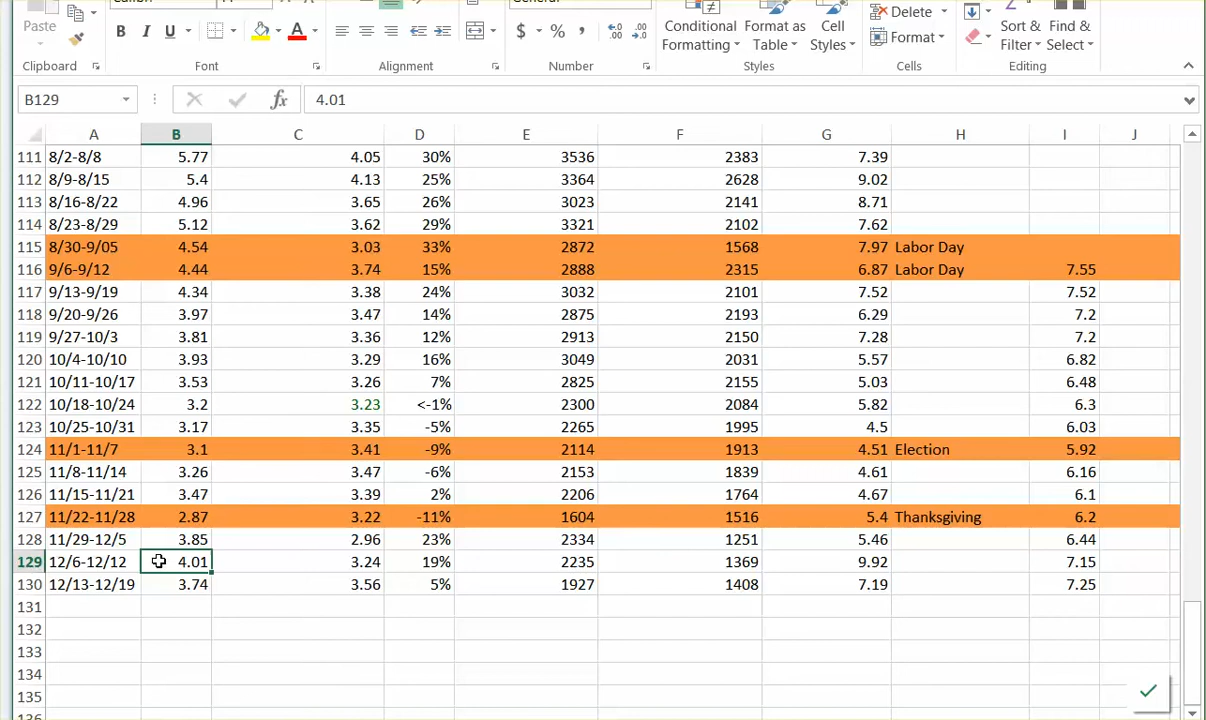 Calibri
General
Paste
B I U
A
$ % ,
Conditional Formatting
Format as Table
Cell Styles
Delete
Format
Sort & Filter
Find & Select
Clipboard
Font
Alignment
Number
Styles
Cells
Editing
B129 fx 4.01
A B C D E F G H I J
111 8/2-8/8 5.77 4.05 30% 3536 2383 7.39
112 8/9-8/15 5.4 4.13 25% 3364 2628 9.02
113 8/16-8/22 4.96 3.65 26% 3023 2141 8.71
114 8/23-8/29 5.12 3.62 29% 3321 2102 7.62
115 8/30-9/05 4.54 3.03 33% 2872 1568 7.97 Labor Day
116 9/6-9/12 4.44 3.74 15% 2888 2315 6.87 Labor Day 7.55
117 9/13-9/19 4.34 3.38 24% 3032 2101 7.52 7.52
118 9/20-9/26 3.97 3.47 14% 2875 2193 6.29 7.2
119 9/27-10/3 3.81 3.36 12% 2913 2150 7.28 7.2
120 10/4-10/10 3.93 3.29 16% 3049 2031 5.57 6.82
121 10/11-10/17 3.53 3.26 7% 2825 2155 5.03 6.48
122 10/18-10/24 3.2 3.23 <-1% 2300 2084 5.82 6.3
123 10/25-10/31 3.17 3.35 -5% 2265 1995 4.5 6.03
124 11/1-11/7 3.1 3.41 -9% 2114 1913 4.51 Election 5.92
125 11/8-11/14 3.26 3.47 -6% 2153 1839 4.61 6.16
126 11/15-11/21 3.47 3.39 2% 2206 1764 4.67 6.1
127 11/22-11/28 2.87 3.22 -11% 1604 1516 5.4 Thanksgiving 6.2
128 11/29-12/5 3.85 2.96 23% 2334 1251 5.46 6.44
129 12/6-12/12 4.01 3.24 19% 2235 1369 9.92 7.15
130 12/13-12/19 3.74 3.56 5% 1927 1408 7.19 7.25
131
132
133
134
135
136